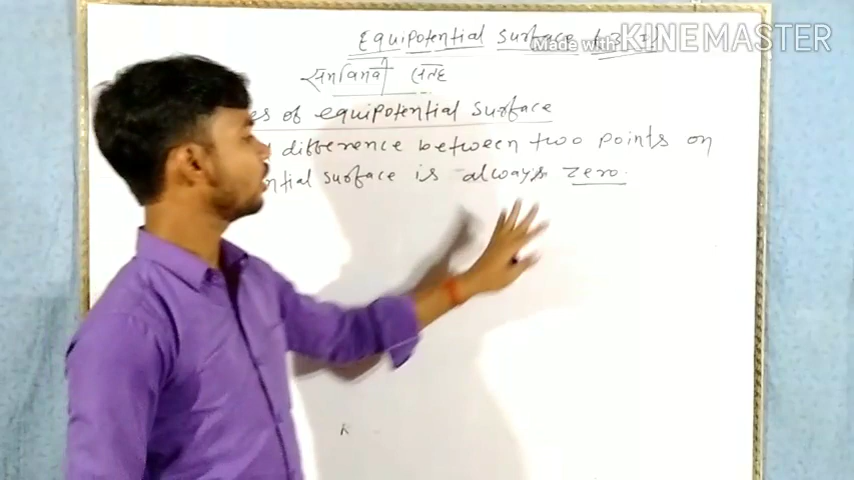 Equipotential surface
Made with KINEMASTER
समविभवी सतह
es of equipotential surface
difference between two points on
ntial surface is always zero.